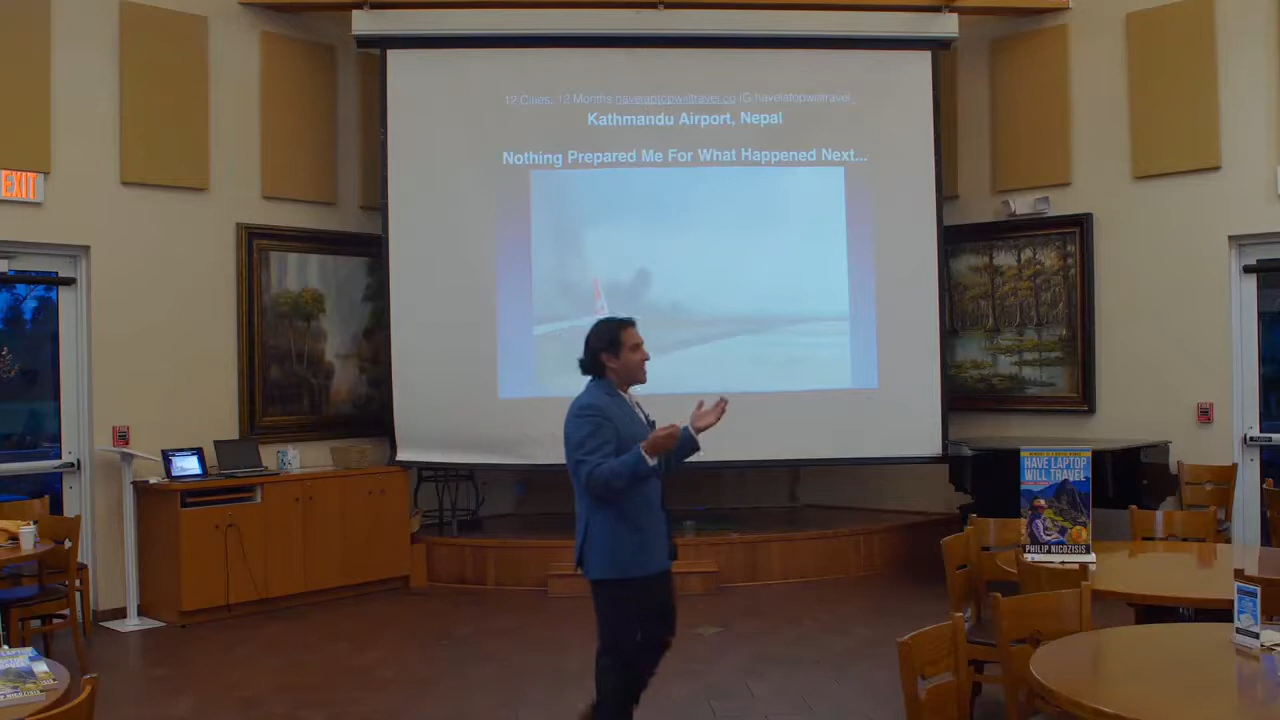 12 Cities, 12 Months havelaptopwilltravel.co IG:havelaptopwilltravel_
Kathmandu Airport, Nepal
Nothing Prepared Me For What Happened Next...
EXIT
HAVE LAPTOP
WILL TRAVEL
PHILIP NICOZISIS